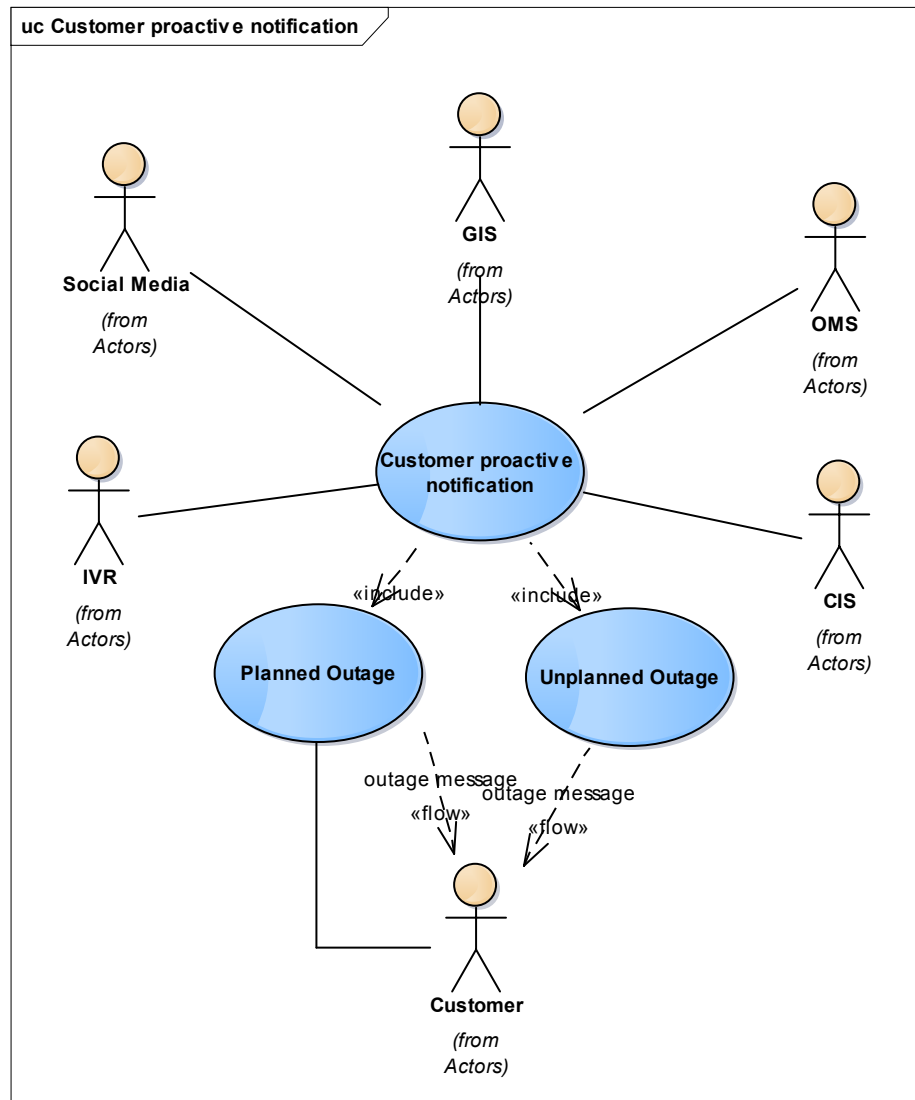 uc Customer proactive notification
GIS
(from
Actors)
Social Media
(from
Actors)
OMS
(from
Actors)
Customer proactive
notification
IVR
(from
Actors)
CIS
(from
Actors)
«include»
«include»
Planned Outage
Unplanned Outage
outage message
«flow»
outage message
«flow»
Customer
(from
Actors)